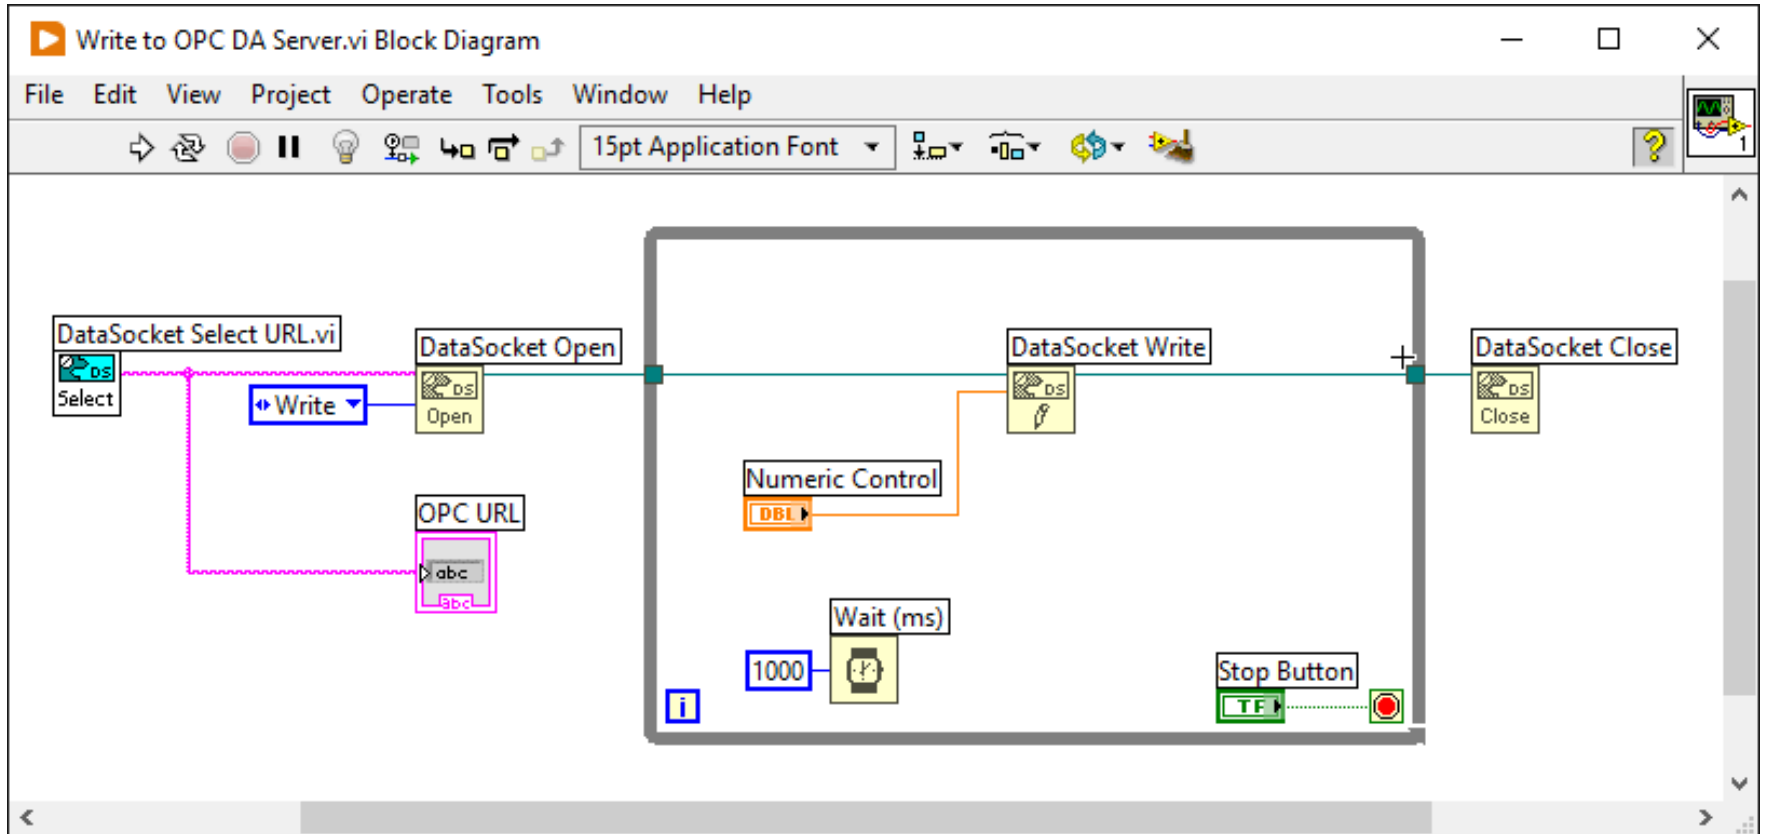 Write to OPC DA Server.vi Block Diagram
File Edit View Project Operate Tools Window Help
15pt Application Font
?
1
DataSocket Select URL.vi
DS
Select
Write
DataSocket Open
DS
Open
OPC URL
abc
abc
DataSocket Write
DS
Numeric Control
DBL
Wait (ms)
1000
i
Stop Button
TF
DataSocket Close
DS
Close